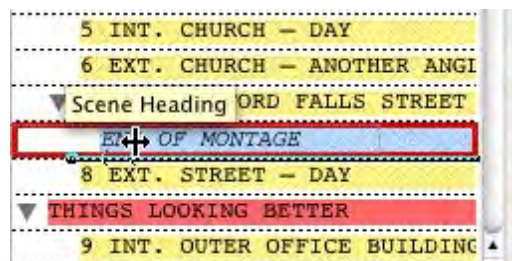 5 INT. CHURCH – DAY
6 EXT. CHURCH – ANOTHER ANGL
Scene Heading ORD FALLS STREET
OF MONTAGE
8 EXT. STREET – DAY
THINGS LOOKING BETTER
9 INT. OUTER OFFICE BUILDING